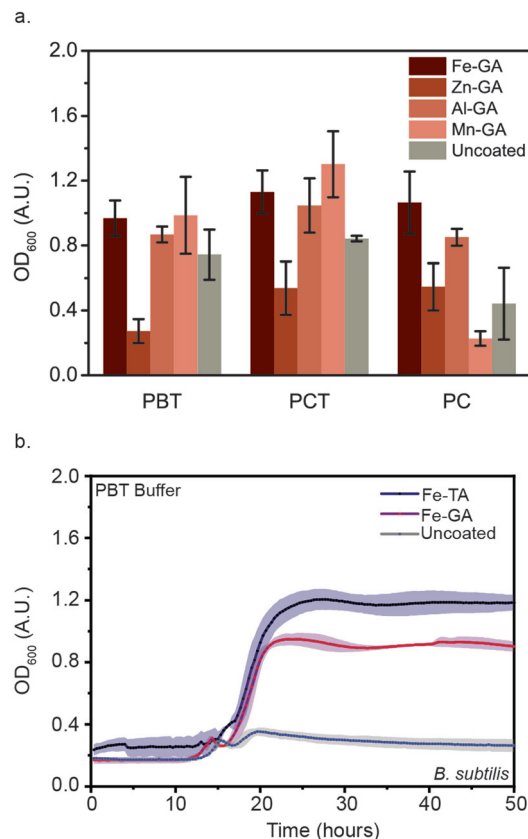 a.
2.0
1.6
1.2
0.8
0.4
0.0
OD600 (A.U.)
Fe-GA
Zn-GA
Al-GA
Mn-GA
Uncoated
PBT PCT PC
b.
2.0
1.6
1.2
0.8
0.4
0.0
OD600 (A.U.)
PBT Buffer
Fe-TA
Fe-GA
Uncoated
B. subtilis
0 10 20 30 40 50
Time (hours)